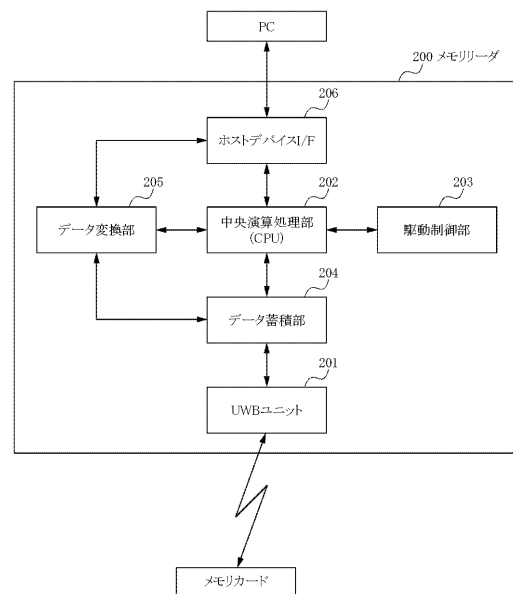 PC
200 メモリリーダ
206
ホストデバイスI/F
205
202
203
データ変換部
中央演算処理部
(CPU)
駆動制御部
204
データ蓄積部
201
UWBユニット
メモリカード